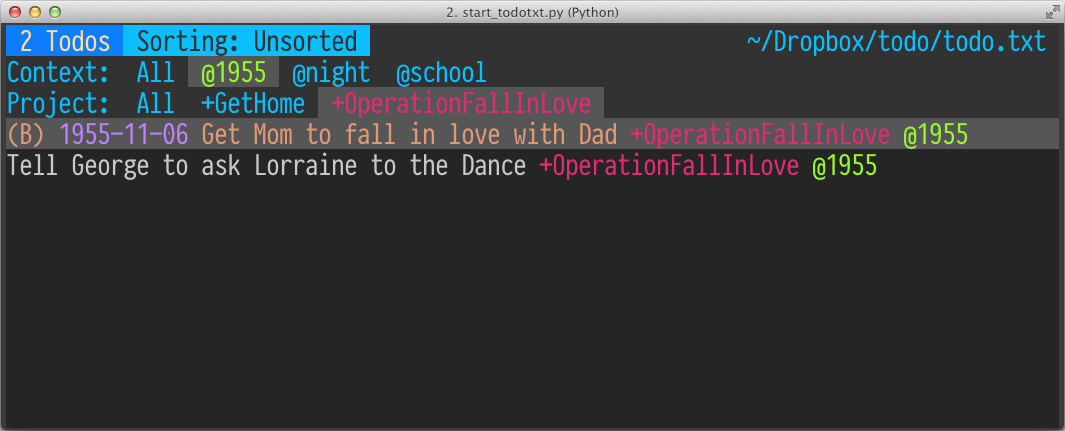 2. start_todotxt.py (Python)
2 Todos Sorting: Unsorted ~/Dropbox/todo/todo.txt
Context: All @1955 @night @school
Project: All +GetHome +OperationFallInLove
(B) 1955-11-06 Get Mom to fall in love with Dad +OperationFallInLove @1955
Tell George to ask Lorraine to the Dance +OperationFallInLove @1955